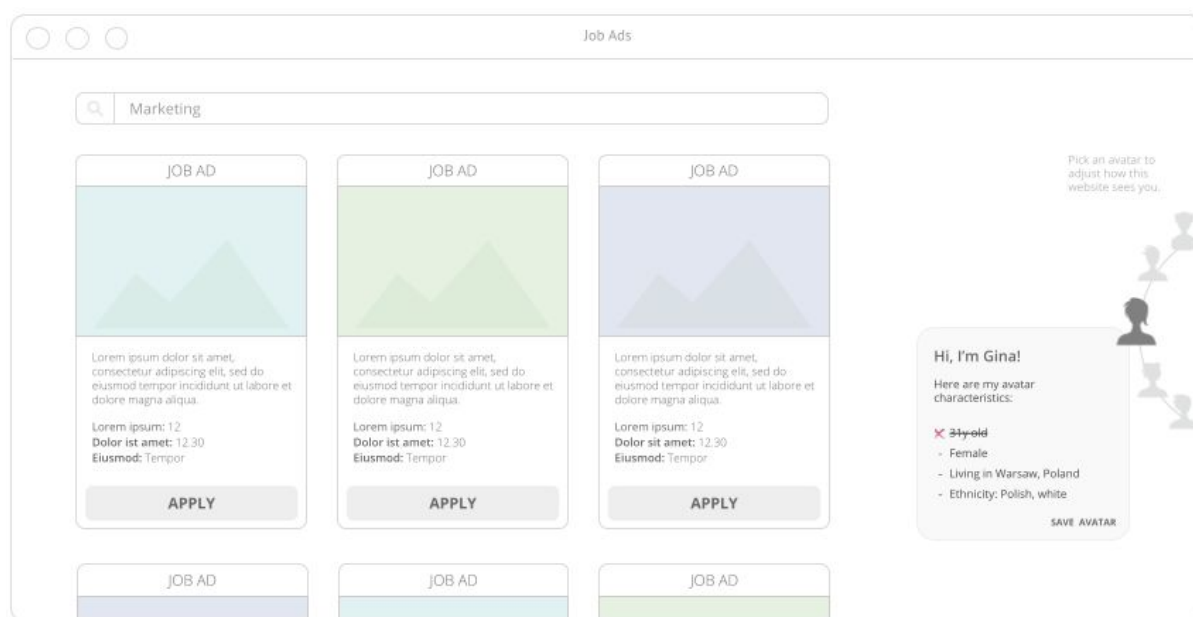 Job Ads
Marketing
JOB AD
Lorem ipsum dolor sit amet,
consectetur adipiscing elit, sed do
eiusmod tempor incididunt ut labore et
dolore magna aliqua.
Lorem ipsum: 12
Dolor ist amet: 12.30
Eiusmod: Tempor
APPLY
JOB AD
Lorem ipsum dolor sit amet,
consectetur adipiscing elit, sed do
eiusmod tempor incididunt ut labore et
dolore magna aliqua.
Lorem ipsum: 12
Dolor ist amet: 12.30
Eiusmod: Tempor
APPLY
JOB AD
Lorem ipsum dolor sit amet,
consectetur adipiscing elit, sed do
eiusmod tempor incididunt ut labore et
dolore magna aliqua.
Lorem ipsum: 12
Dolor sit amet: 12.30
Eiusmod: Tempor
APPLY
Pick an avatar to
adjust how this
website sees you.
Hi, I'm Gina!
Here are my avatar
characteristics:
31y old
- Female
- Living in Warsaw, Poland
- Ethnicity: Polish, white
SAVE AVATAR
JOB AD
JOB AD
JOB AD